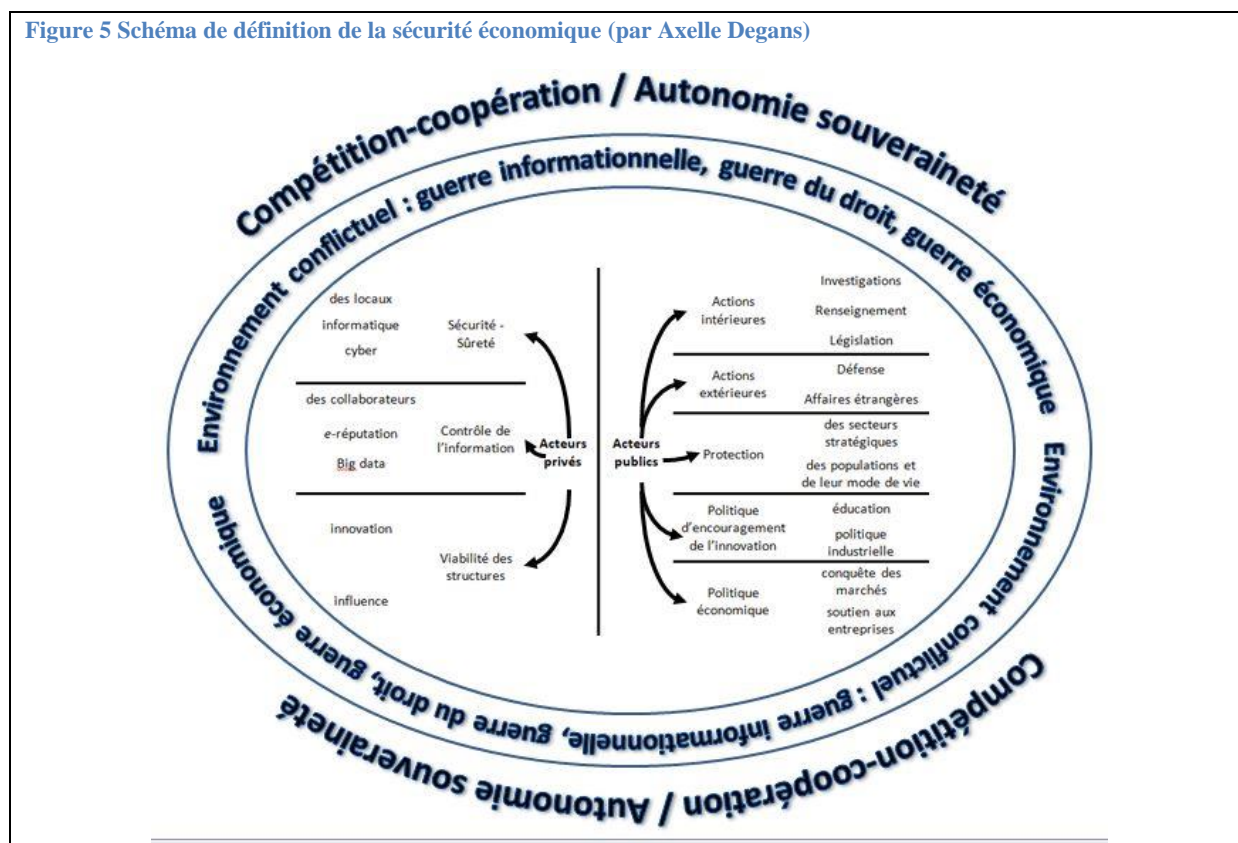 Figure 5 Schéma de définition de la sécurité économique (par Axelle Degans)
Compétition-coopération / Autonomie souveraineté
Environnement conflictuel : guerre informationnelle, guerre du droit, guerre économique
des locaux
informatique
cyber
Sécurité -
Sûreté
des collaborateurs
e-réputation
Big data
Contrôle de
l'information
innovation
influence
Viabilité des
structures
Acteurs
privés
Acteurs
publics
Actions
intérieures
Investigations
Renseignement
Législation
Actions
extérieures
Défense
Affaires étrangères
Protection
des secteurs
stratégiques
des populations et
de leur mode de vie
Politique
d'encouragement
de l'innovation
éducation
politique
industrielle
Politique
économique
conquête des
marchés
soutien aux
entreprises
Environnement conflictuel : guerre informationnelle, guerre du droit, guerre économique
Compétition-coopération / Autonomie souveraineté